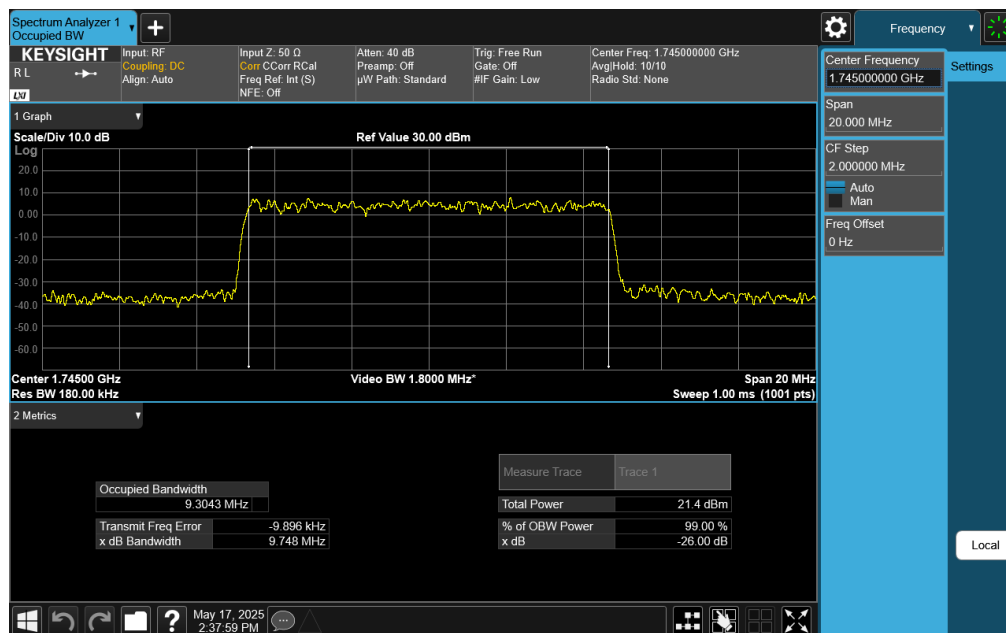 Spectrum Analyzer 1
Occupied BW
Frequency
KEYSIGHT
R L
LXI
Input: RF
Coupling: DC
Align: Auto
Input Z: 50 Ω
Corr CCorr RCal
Freq Ref: Int (S)
NFE: Off
Atten: 40 dB
Preamp: Off
µW Path: Standard
Trig: Free Run
Gate: Off
#IF Gain: Low
Center Freq: 1.745000000 GHz
Avg|Hold: 10/10
Radio Std: None
Center Frequency
1.745000000 GHz
Settings
Span
20.000 MHz
CF Step
2.000000 MHz
Auto
Man
Freq Offset
0 Hz
Local
1 Graph
Scale/Div 10.0 dB
Ref Value 30.00 dBm
Log
20.0
10.0
0.00
-10.0
-20.0
-30.0
-40.0
-50.0
-60.0
Center 1.74500 GHz
Video BW 1.8000 MHz*
Span 20 MHz
Res BW 180.00 kHz
Sweep 1.00 ms (1001 pts)
2 Metrics
Measure Trace Trace 1
Occupied Bandwidth
9.3043 MHz
Total Power 21.4 dBm
Transmit Freq Error -9.896 kHz
% of OBW Power 99.00 %
x dB Bandwidth 9.748 MHz
x dB -26.00 dB
?
May 17, 2025
2:37:59 PM